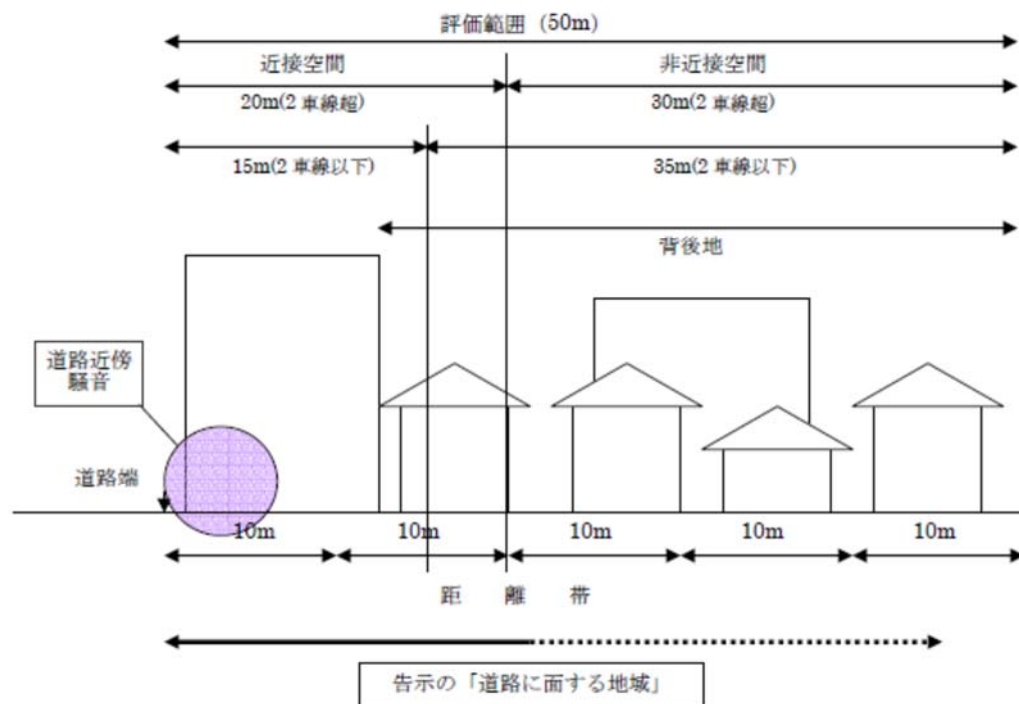 評価範囲（50m）
近接空間
非近接空間
20m(2 車線超)
30m(2 車線超)
15m(2 車線以下)
35m(2 車線以下)
背後地
道路近傍
騒音
道路端
10m
10m
10m
10m
10m
距 離 帯
告示の「道路に面する地域」